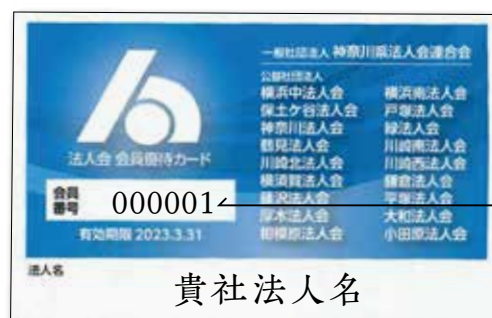 一般社団法人 神奈川県法人会連合会
公益社団法人
横浜中法人会 横浜南法人会
保土ケ谷法人会 戸塚法人会
神奈川法人会 緑法人会
鶴見法人会 川崎南法人会
川崎北法人会 川崎西法人会
横須賀法人会 鎌倉法人会
藤沢法人会 平塚法人会
厚木法人会 大和法人会
相模原法人会 小田原法人会
法人会 会員優待カード
会員番号 000001
有効期限 2023.3.31
法人名
貴社法人名